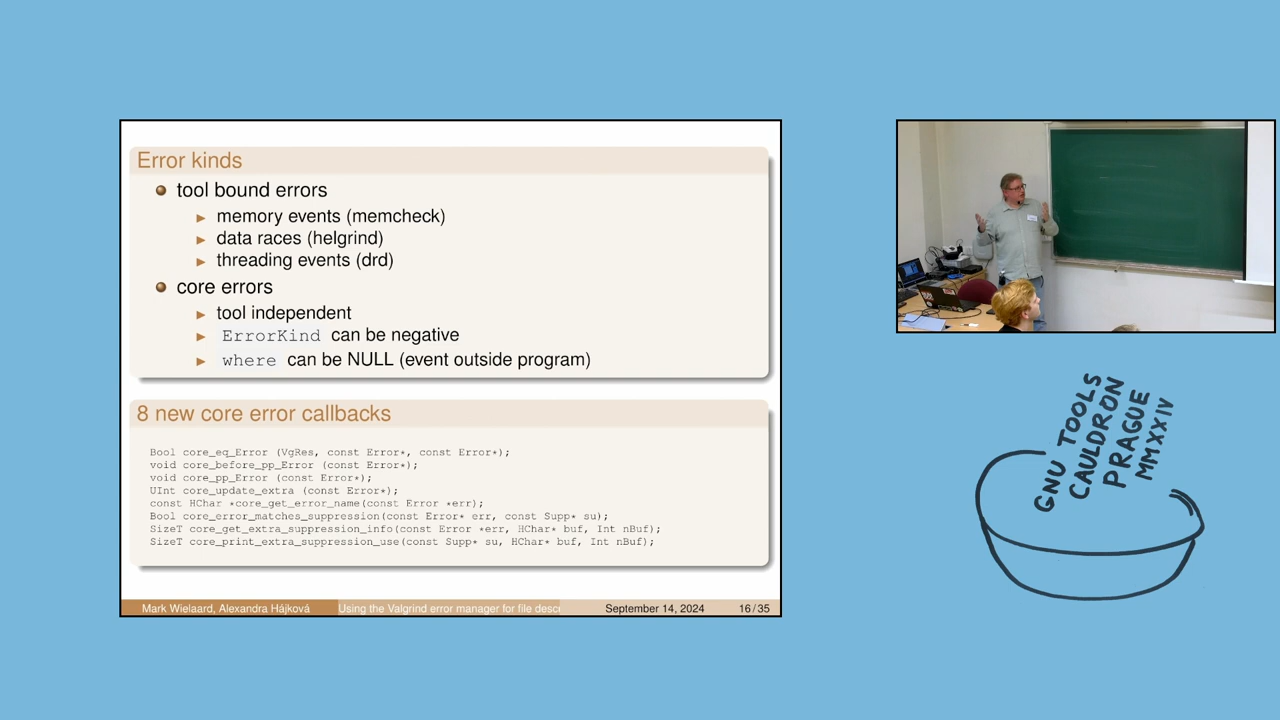 Error kinds
tool bound errors
memory events (memcheck)
data races (helgrind)
threading events (drd)
core errors
tool independent
ErrorKind can be negative
where can be NULL (event outside program)
8 new core error callbacks
Bool core_eq_Error (VgRes, const Error*, const Error*);
void core_before_pp_Error (const Error*);
void core_pp_Error (const Error*);
UInt core_update_extra (const Error*);
const HChar *core_get_error_name(const Error *err);
Bool core_error_matches_suppression(const Error* err, const Supp* su);
SizeT core_get_extra_suppression_info(const Error *err, HChar* buf, Int nBuf);
SizeT core_print_extra_suppression_use(const Supp* su, HChar* buf, Int nBuf);
Mark Wielaard, Alexandra Hájková
Using the Valgrind error manager for file desc
September 14, 2024
16 / 35
GNU TOOLS
CAULDRON
PRAGUE
MMXXIV